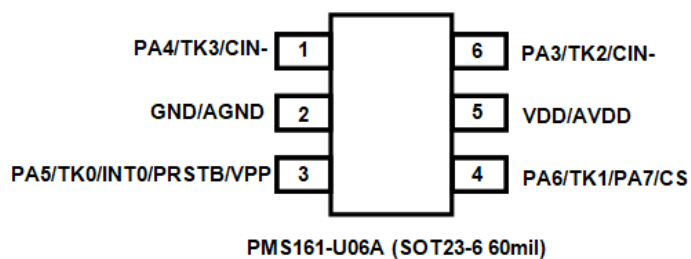 PA4/TK3/CIN- 1 6 PA3/TK2/CIN-
GND/AGND 2 5 VDD/AVDD
PA5/TK0/INT0/PRSTB/VPP 3 4 PA6/TK1/PA7/CS
PMS161-U06A (SOT23-6 60mil)